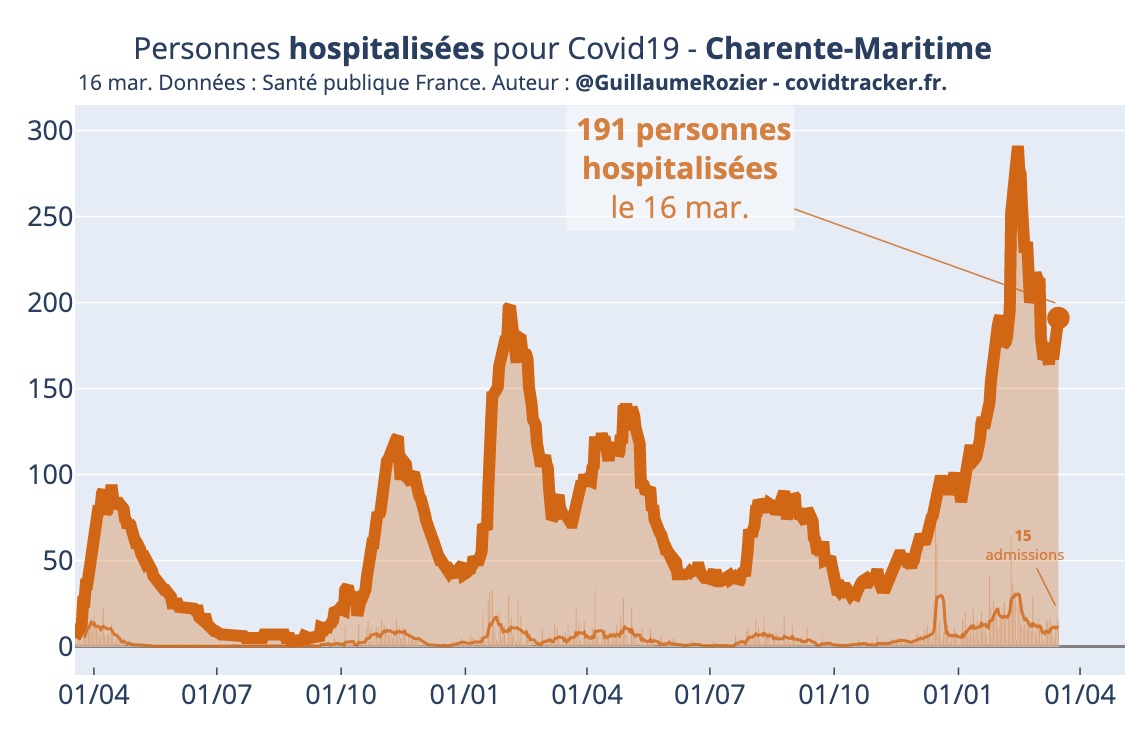 Personnes hospitalisées pour Covid19 - Charente-Maritime
16 mar. Données : Santé publique France. Auteur : @GuillaumeRozier - covidtracker.fr.
300
191 personnes
hospitalisées
le 16 mar.
250
200
150
100
15
admissions
50
0
01/04 01/07 01/10 01/01 01/04 01/07 01/10 01/01 01/04